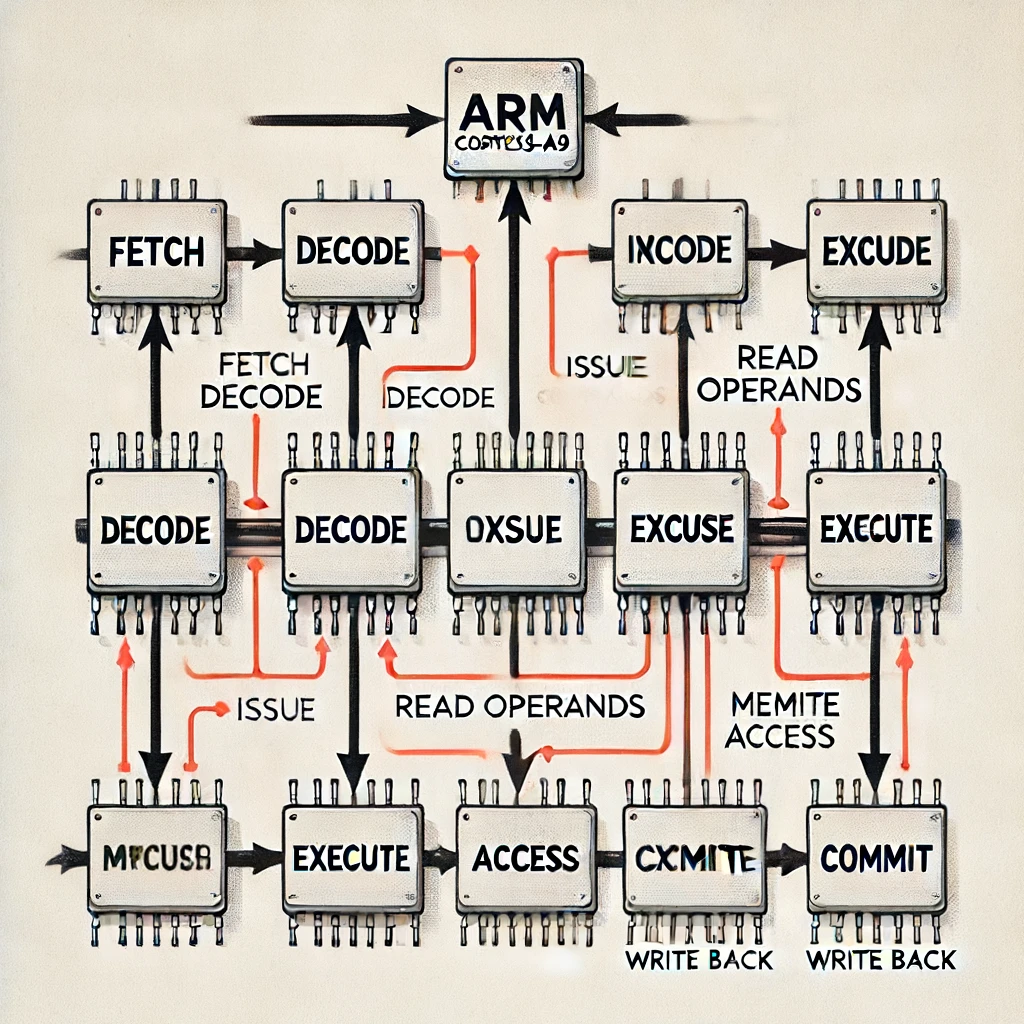 ARM
FETCH
DECODE
INCODE
EXCUDE
FETCH
DECODE
DECODE
ISSUE
READ
OPERANDS
DECODE
DECODE
OXSUE
EXCUSE
EXECUTE
ISSUE
READ OPERANDS
MEMITE
ACCESS
EXECUTE
ACCESS
COMMIT
WRITE BACK
WRITE BACK